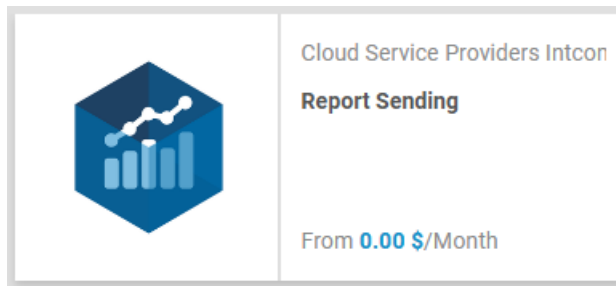 Cloud Service Providers Intcon
Report Sending
From 0.00 $/Month